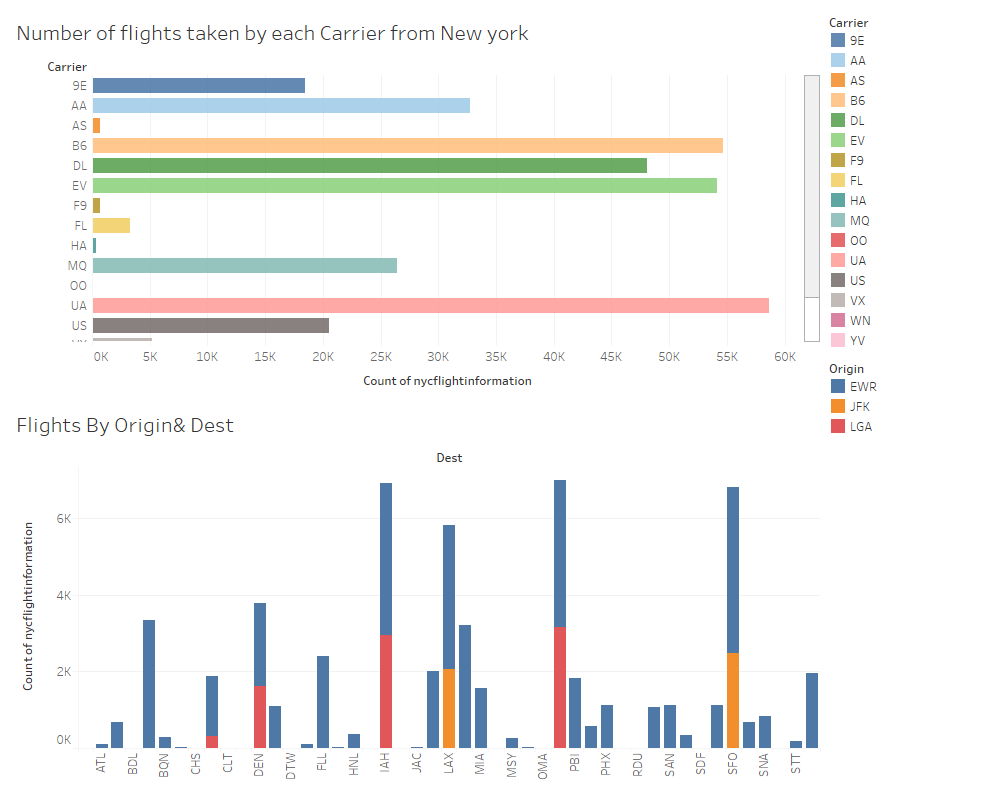 Number of flights taken by each Carrier from New york
Carrier
9E
AA
AS
B6
DL
EV
F9
FL
HA
MQ
OO
UA
US
0K 5K 10K 15K 20K 25K 30K 35K 40K 45K 50K 55K 60K
Count of nycflightinformation
Carrier
9E
AA
AS
B6
DL
EV
F9
FL
HA
MQ
OO
UA
US
VX
WN
YV
Origin
EWR
JFK
LGA
Flights By Origin& Dest
Dest
Count of nycflightinformation
6K
4K
2K
0K
ATL BDL BQN CHS CLT DEN DTW FLL HNL IAH JAC LAX MIA MSY OMA PBI PHX RDU SAN SDF SFO SNA STT